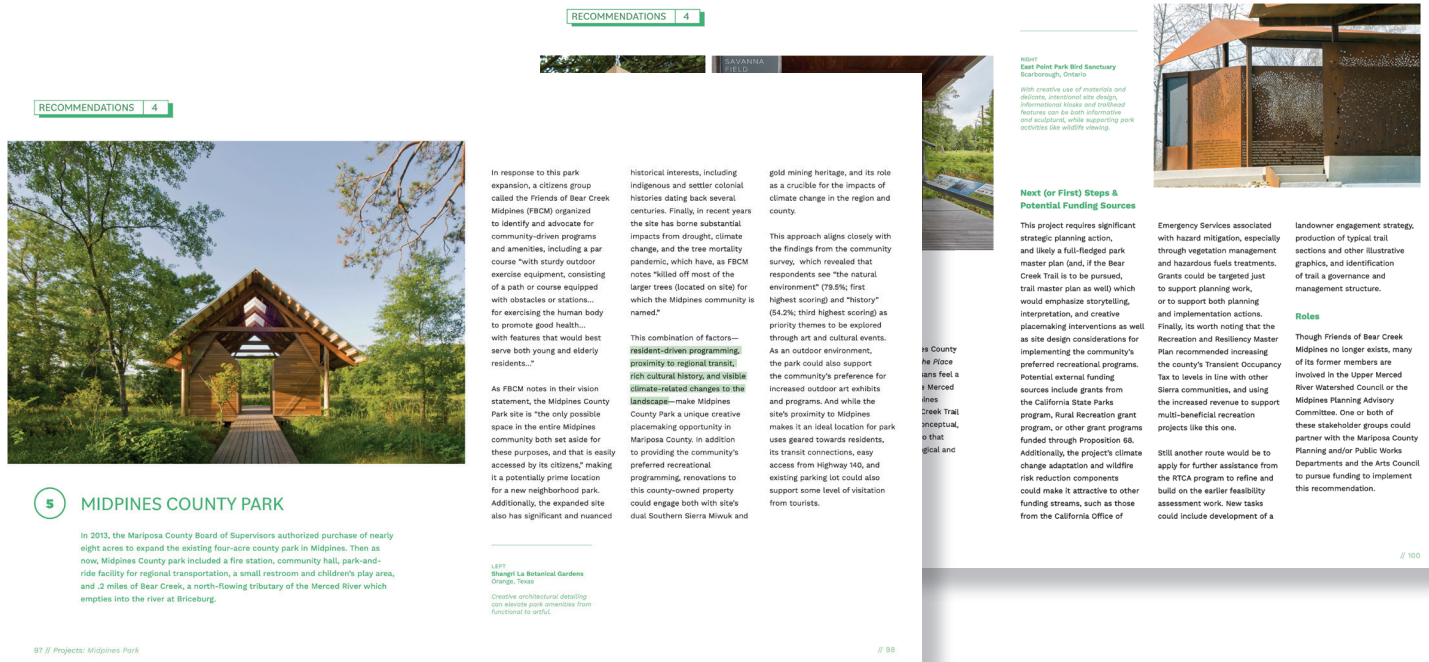 RECOMMENDATIONS 4
5 MIDPINES COUNTY PARK
In 2013, the Mariposa County Board of Supervisors authorized purchase of nearly
eight acres to expand the existing four-acre county park in Midpines. Then as
now, Midpines County park included a fire station, community hall, park-and-
ride facility for regional transportation, a small restroom and children's play area,
and .2 miles of Bear Creek, a north-flowing tributary of the Merced River which
empties into the river at Briceburg.
97 // Projects: Midpines Park
In response to this park
expansion, a citizens group
called the Friends of Bear Creek
Midpines (FBCM) organized
to identify and advocate for
community-driven programs
and amenities, including a par
course "with sturdy outdoor
exercise equipment, consisting
of a path or course equipped
with obstacles or stations...
for exercising the human body
to promote good health...
with features that would best
serve both young and elderly
residents..."
As FBCM notes in their vision
statement, the Midpines County
Park site is "the only possible
space in the entire Midpines
community both set aside for
these purposes, and that is easily
accessed by its citizens," making
it a potentially prime location
for a new neighborhood park.
Additionally, the expanded site
also has significant and nuanced
historical interests, including
indigenous and settler colonial
histories dating back several
centuries. Finally, in recent years
the site has borne substantial
impacts from drought, climate
change, and the tree mortality
pandemic, which have, as FBCM
notes "killed off most of the
larger trees (located on site) for
which the Midpines community is
named."
This combination of factors—
resident-driven programming,
proximity to regional transit,
rich cultural history, and visible
climate-related changes to the
landscape—make Midpines
County Park a unique creative
placemaking opportunity in
Mariposa County. In addition
to providing the community's
preferred recreational
programming, renovations to
this county-owned property
could engage both with site's
dual Southern Sierra Miwuk and
gold mining heritage, and its role
as a crucible for the impacts of
climate change in the region and
county.
This approach aligns closely with
the findings from the community
survey, which revealed that
respondents see "the natural
environment" (79.5%; first
highest scoring) and "history"
(54.2%; third highest scoring) as
priority themes to be explored
through art and cultural events.
As an outdoor environment,
the park could also support
the community's preference for
increased outdoor art exhibits
and programs. And while the
site's proximity to Midpines
makes it an ideal location for park
uses geared towards residents,
its transit connections, easy
access from Highway 140, and
existing parking lot could also
support some level of visitation
from tourists.
LEFT
Shangri La Botanical Gardens
Orange, Texas
Creative architectural detailing
can elevate park amenities from
functional to artful.
// 98
RECOMMENDATIONS 4
SAVANNA
FIELD
es County
he Place
ans feel a
e Merced
pines
Creek Trail
onceptual,
o that
gical and
RIGHT
East Point Park Bird Sanctuary
Scarborough, Ontario
With creative use of materials and
delicate, intentional site design,
informational kiosks and trailhead
features can be both informative
and sculptural, while supporting park
activities like wildlife viewing.
Next (or First) Steps &
Potential Funding Sources
This project requires significant
strategic planning action,
and likely a full-fledged park
master plan (and, if the Bear
Creek Trail is to be pursued,
trail master plan as well) which
would emphasize storytelling,
interpretation, and creative
placemaking interventions as well
as site design considerations for
implementing the community's
preferred recreational programs.
Potential external funding
sources include grants from
the California State Parks
program, Rural Recreation grant
program, or other grant programs
funded through Proposition 68.
Additionally, the project's climate
change adaptation and wildfire
risk reduction components
could make it attractive to other
funding streams, such as those
from the California Office of
Emergency Services associated
with hazard mitigation, especially
through vegetation management
and hazardous fuels treatments.
Grants could be targeted just
to support planning work,
or to support both planning
and implementation actions.
Finally, its worth noting that the
Recreation and Resiliency Master
Plan recommended increasing
the county's Transient Occupancy
Tax to levels in line with other
Sierra communities, and using
the increased revenue to support
multi-beneficial recreation
projects like this one.
Still another route would be to
apply for further assistance from
the RTCA program to refine and
build on the earlier feasibility
assessment work. New tasks
could include development of a
landowner engagement strategy,
production of typical trail
sections and other illustrative
graphics, and identification
of trail a governance and
management structure.
Roles
Though Friends of Bear Creek
Midpines no longer exists, many
of its former members are
involved in the Upper Merced
River Watershed Council or the
Midpines Planning Advisory
Committee. One or both of
these stakeholder groups could
partner with the Mariposa County
Planning and/or Public Works
Departments and the Arts Council
to pursue funding to implement
this recommendation.
// 100